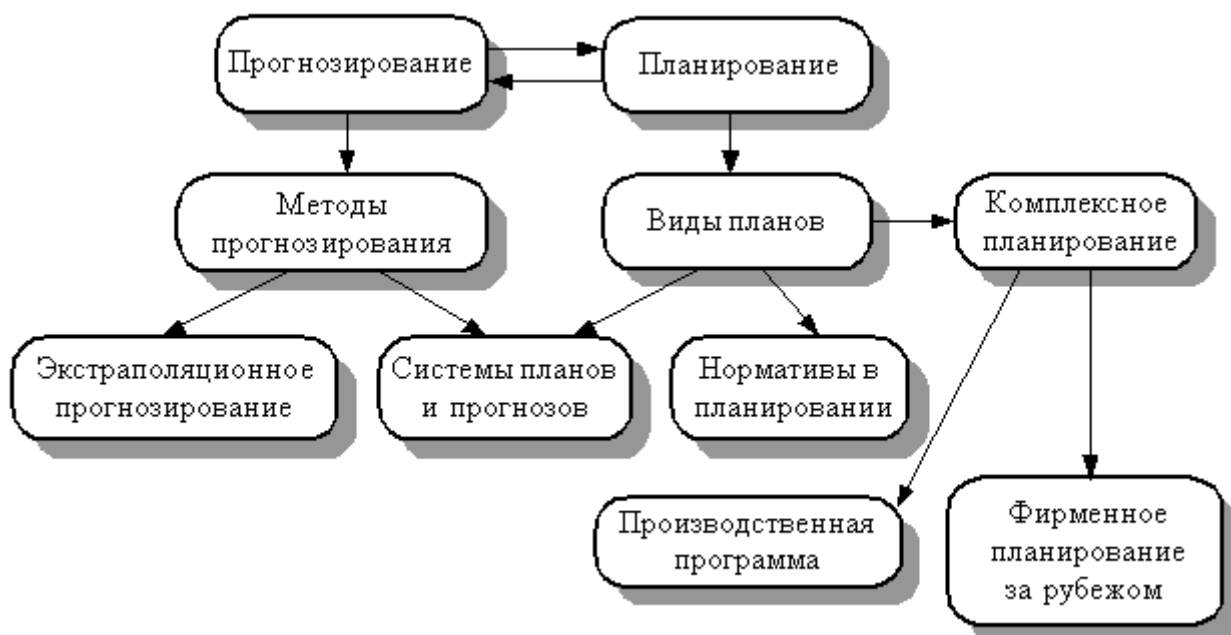 Прогнозирование
Планирование
Методы
прогнозирования
Виды планов
Комплексное
планирование
Экстраполяционное
прогнозирование
Системы планов
и прогнозов
Нормативы в
планировании
Производственная
программа
Фирменное
планирование
за рубежом